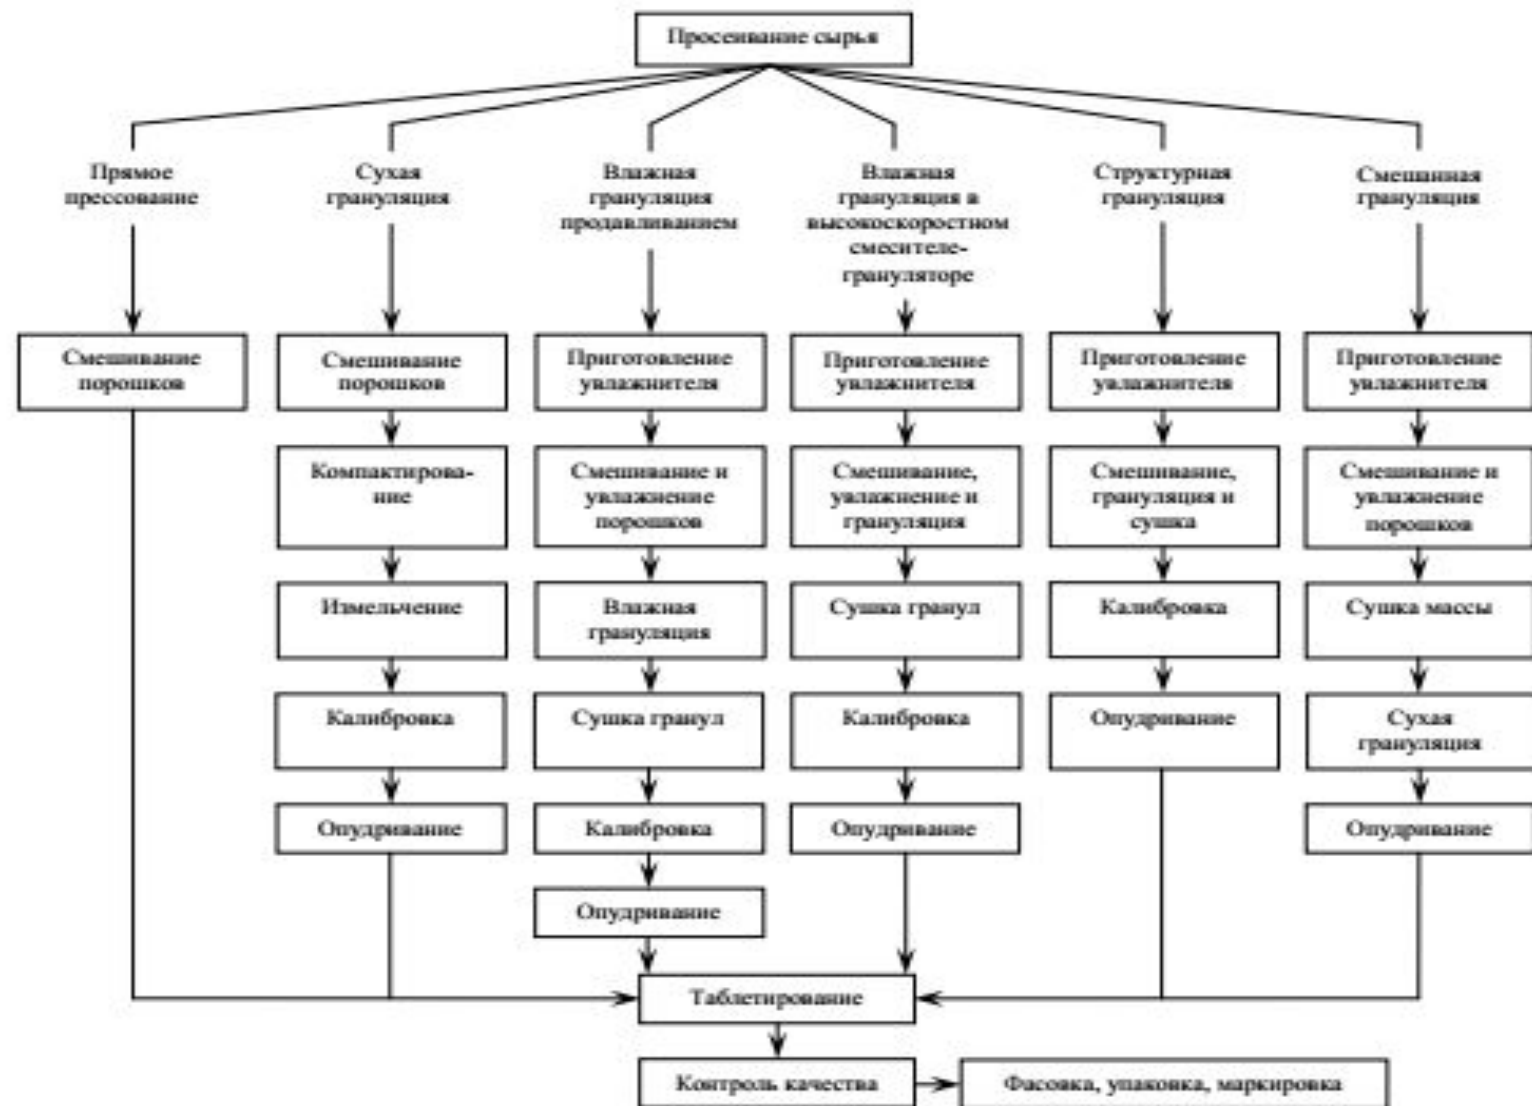 Просеивание сырья
Прямое
прессование
Сухая
грануляция
Влажная
грануляция
продавливанием
Влажная
грануляция в
высокоскоростном
смесителе-
грануляторе
Структурная
грануляция
Смешанная
грануляция
Смешивание
порошков
Смешивание
порошков
Приготовление
увлажнителя
Приготовление
увлажнителя
Приготовление
увлажнителя
Приготовление
увлажнителя
Компактирова-
ние
Смешивание и
увлажнение
порошков
Смешивание,
увлажнение и
грануляция
Смешивание,
грануляция и
сушка
Смешивание и
увлажнение
порошков
Измельчение
Влажная
грануляция
Сушка гранул
Калибровка
Сушка массы
Калибровка
Сушка гранул
Калибровка
Опудривание
Сухая
грануляция
Опудривание
Калибровка
Опудривание
Опудривание
Опудривание
Таблетирование
Контроль качества
Фасовка, упаковка, маркировка